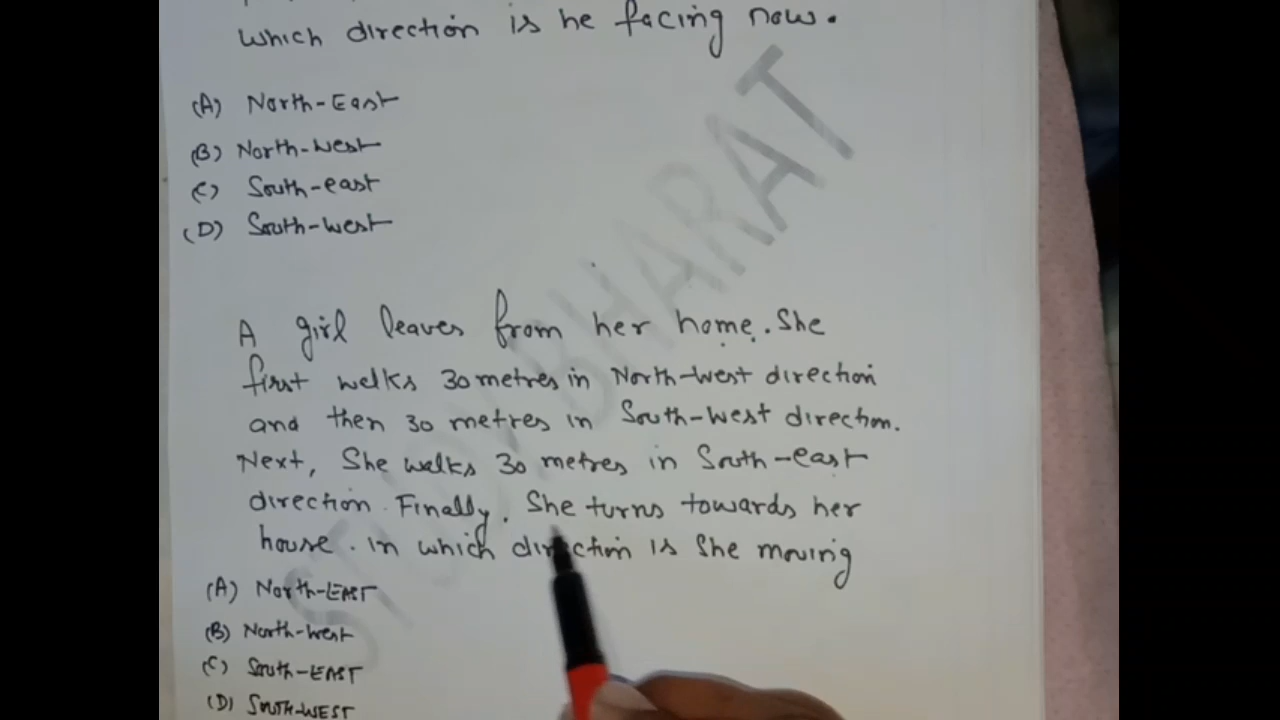 which direction is he facing now.
(A) North-East
(B) North-west
(C) South-east
(D) South-west
STUDY BHARAT
A girl leaves from her home. She
first walks 30 metres in North-west direction
and then 30 metres in South-west direction.
Next, She walks 30 metres in South-east
direction. Finally, She turns towards her
house. in which direction is She moving
(A) North-EAST
(B) North-west
(C) South-EAST
(D) SOUTH-WEST